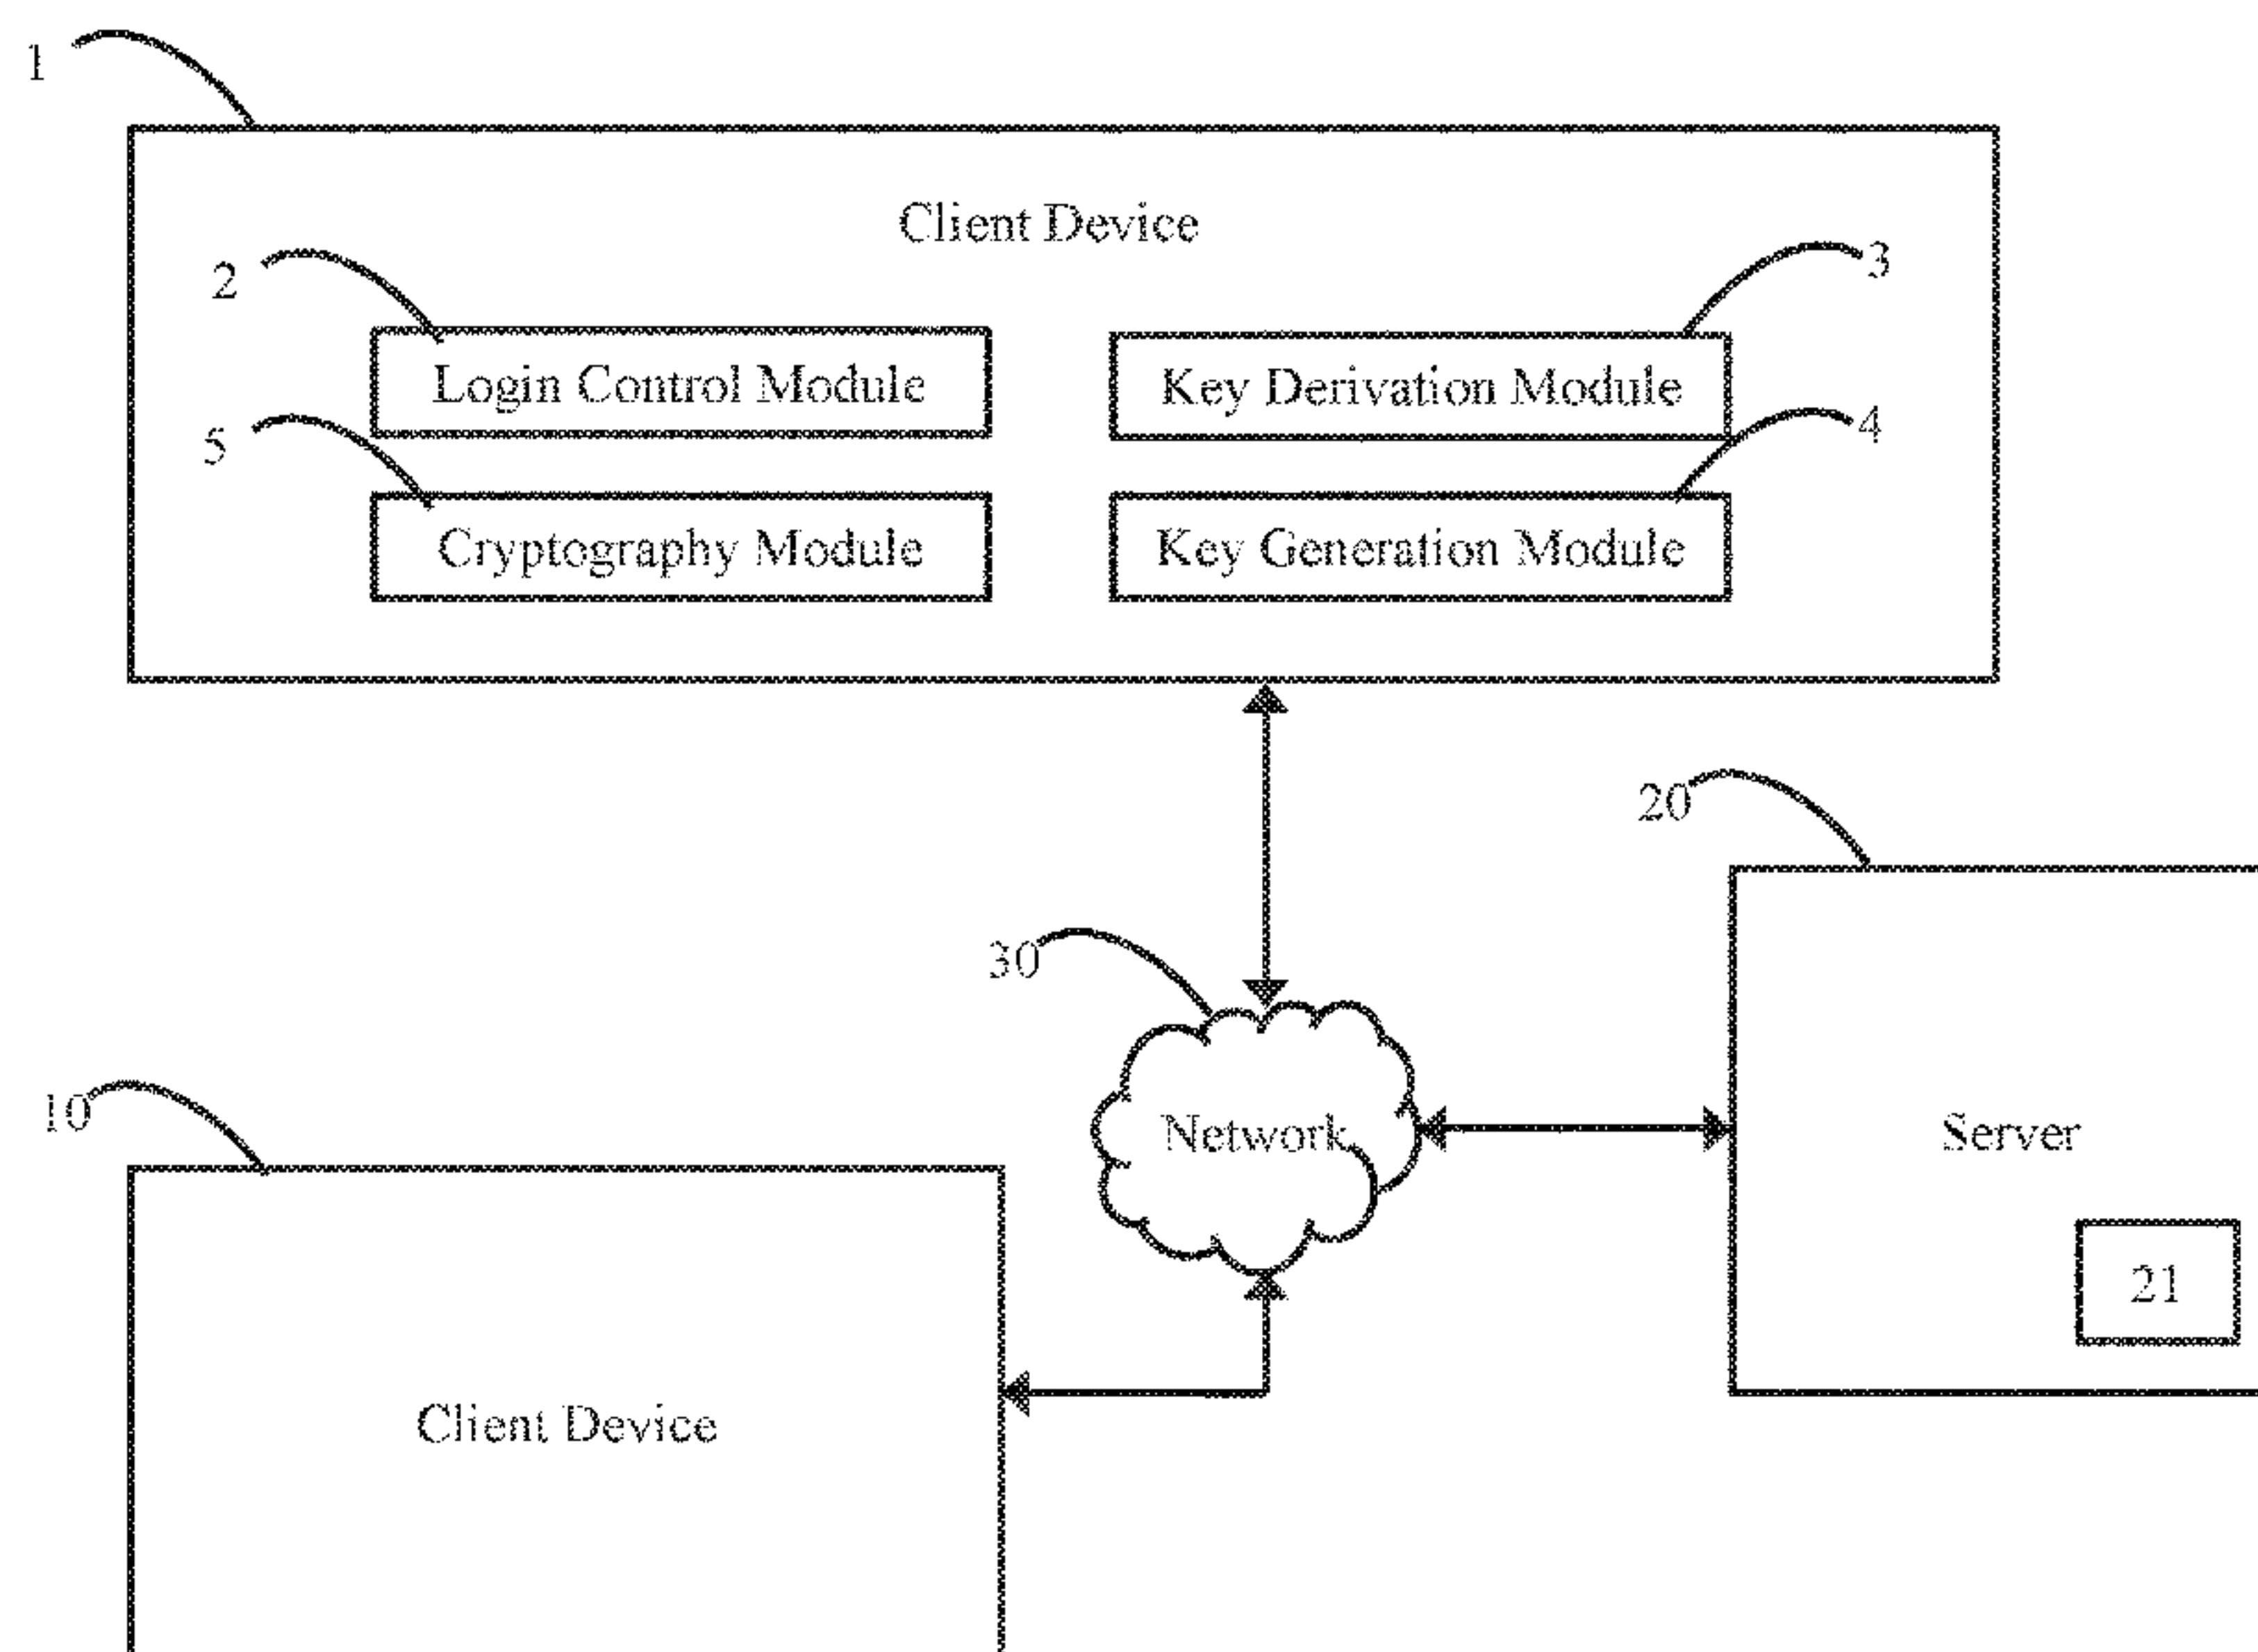 1
Client Device
2
3
Login Control Module
Key Derivation Module
5
4
Cryptography Module
Key Generation Module
20
30
10
Network
Server
21
Client Device